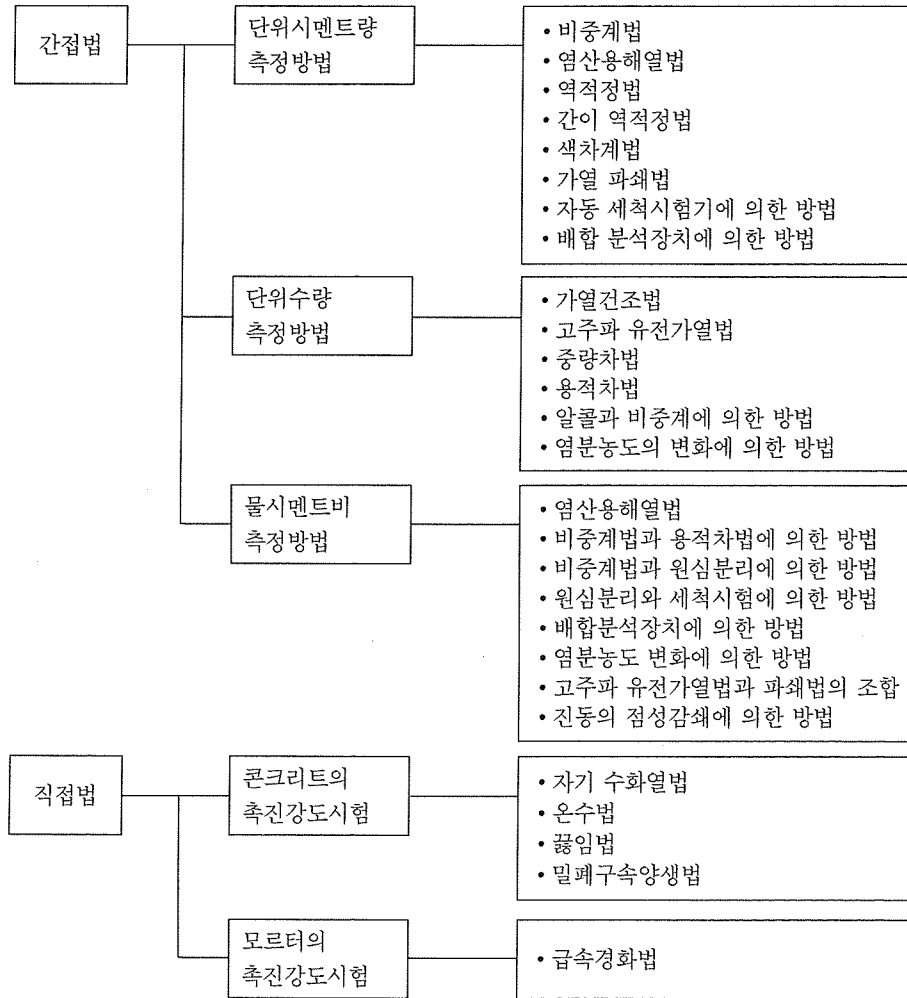 간접법
단위시멘트량
측정방법
• 비중계법
• 염산용해열법
• 역적정법
• 간이 역적정법
• 색차계법
• 가열 파쇄법
• 자동 세척시험기에 의한 방법
• 배합 분석장치에 의한 방법
단위수량
측정방법
• 가열건조법
• 고주파 유전가열법
• 중량차법
• 용적차법
• 알콜과 비중계에 의한 방법
• 염분농도의 변화에 의한 방법
물시멘트비
측정방법
• 염산용해열법
• 비중계법과 용적차법에 의한 방법
• 비중계법과 원심분리에 의한 방법
• 원심분리와 세척시험에 의한 방법
• 배합분석장치에 의한 방법
• 염분농도 변화에 의한 방법
• 고주파 유전가열법과 파쇄법의 조합
• 진동의 점성감쇄에 의한 방법
직접법
콘크리트의
촉진강도시험
• 자기 수화열법
• 온수법
• 끓임법
• 밀폐구속양생법
모르터의
촉진강도시험
• 급속경화법